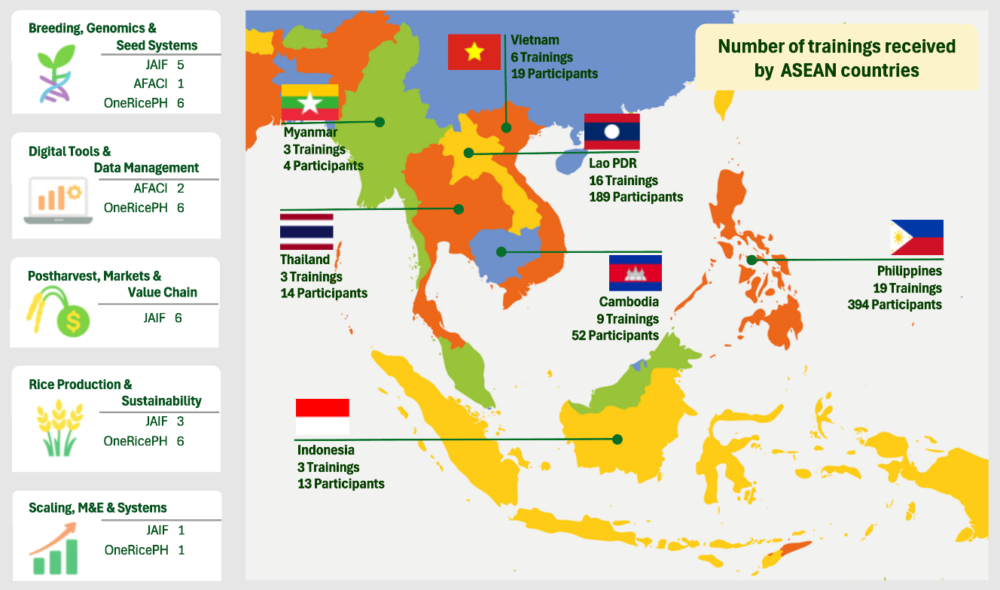 Breeding, Genomics &
Seed Systems
JAIF 5
AFACI 1
OneRicePH 6
Digital Tools &
Data Management
AFACI 2
OneRicePH 6
Postharvest, Markets &
Value Chain
$
JAIF 6
Rice Production &
Sustainability
JAIF 3
OneRicePH 6
Scaling, M&E & Systems
JAIF 1
OneRicePH 1
Number of trainings received
by ASEAN countries
Vietnam
6 Trainings
19 Participants
Myanmar
3 Trainings
4 Participants
Lao PDR
16 Trainings
189 Participants
Thailand
3 Trainings
14 Participants
Cambodia
9 Trainings
52 Participants
Philippines
19 Trainings
394 Participants
Indonesia
3 Trainings
13 Participants